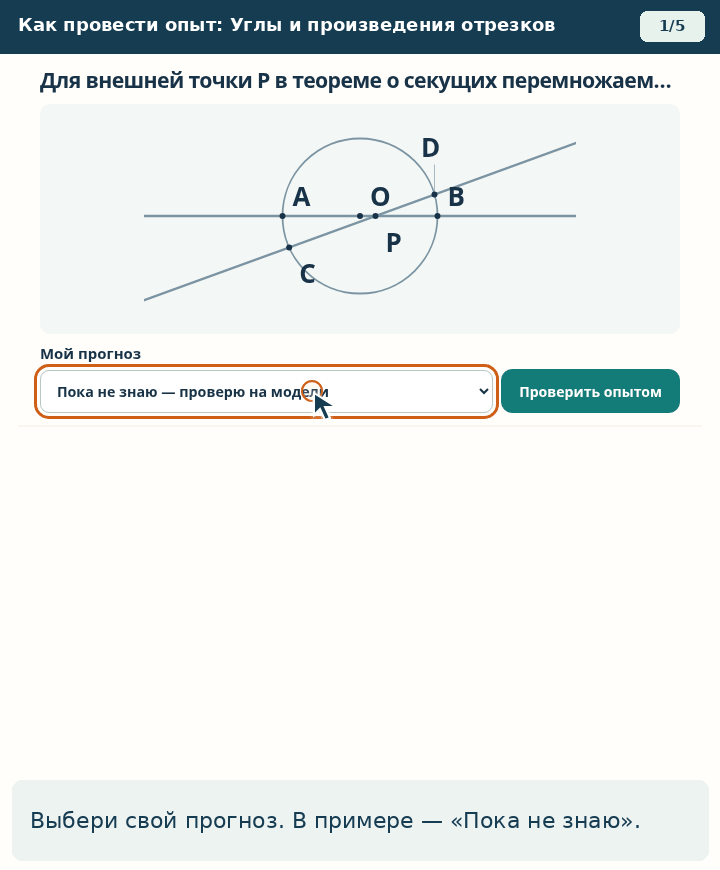 Как провести опыт: Углы и произведения отрезков
1/5
Для внешней точки P в теореме о секущих перемножаем…
D
A
O
B
P
C
Мой прогноз
Пока не знаю — проверю на модели
Проверить опытом
Выбери свой прогноз. В примере — «Пока не знаю».